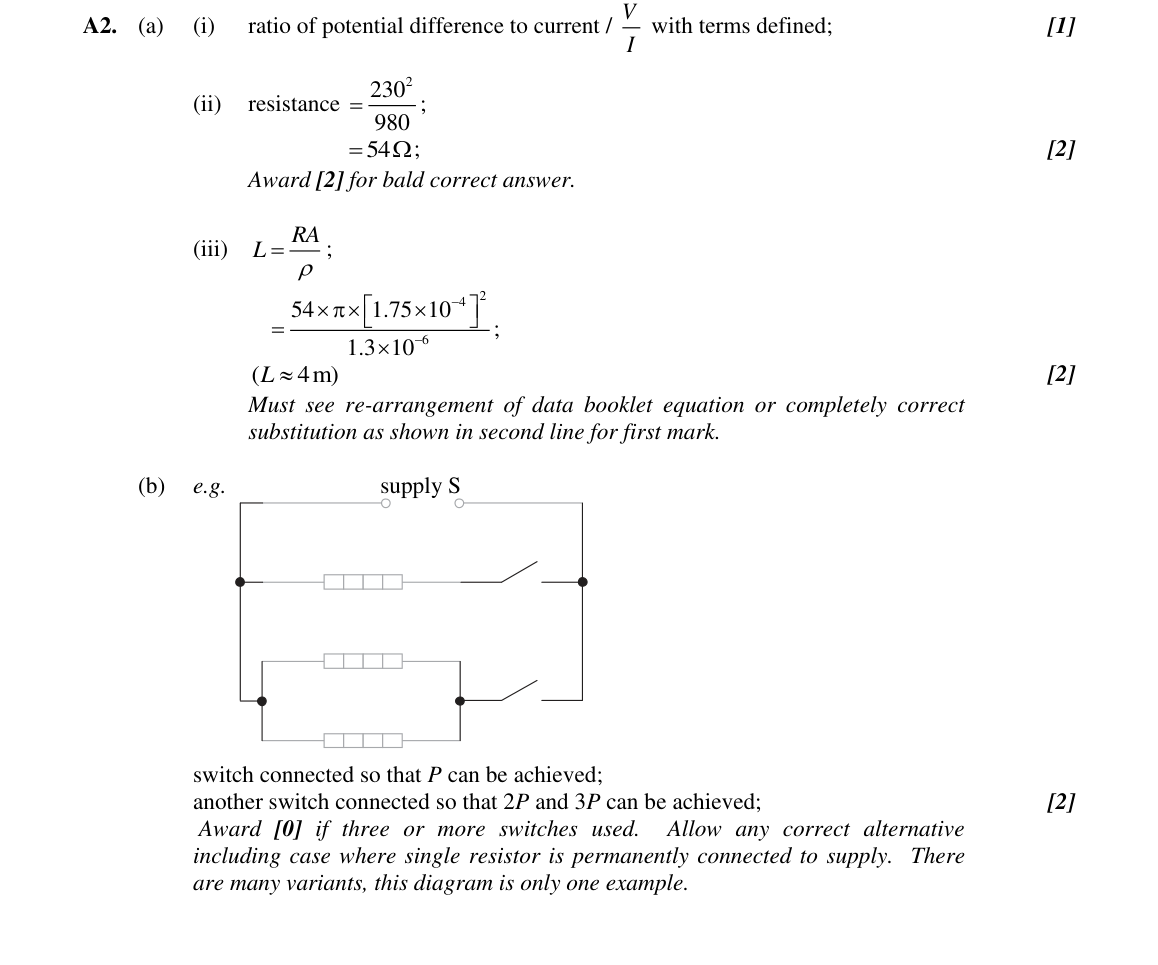 A2. (a) (i) ratio of potential difference to current / V/I with terms defined; [1]
(ii) resistance = 230²/980 ;
= 54Ω; [2]
Award [2] for bald correct answer.
(iii) L = RA/ρ ;
= 54×π×[1.75×10⁻⁴]²/1.3×10⁻⁶ ;
(L ≈ 4 m) [2]
Must see re-arrangement of data booklet equation or completely correct
substitution as shown in second line for first mark.
(b) e.g. supply S
switch connected so that P can be achieved;
another switch connected so that 2P and 3P can be achieved; [2]
Award [0] if three or more switches used. Allow any correct alternative
including case where single resistor is permanently connected to supply. There
are many variants, this diagram is only one example.